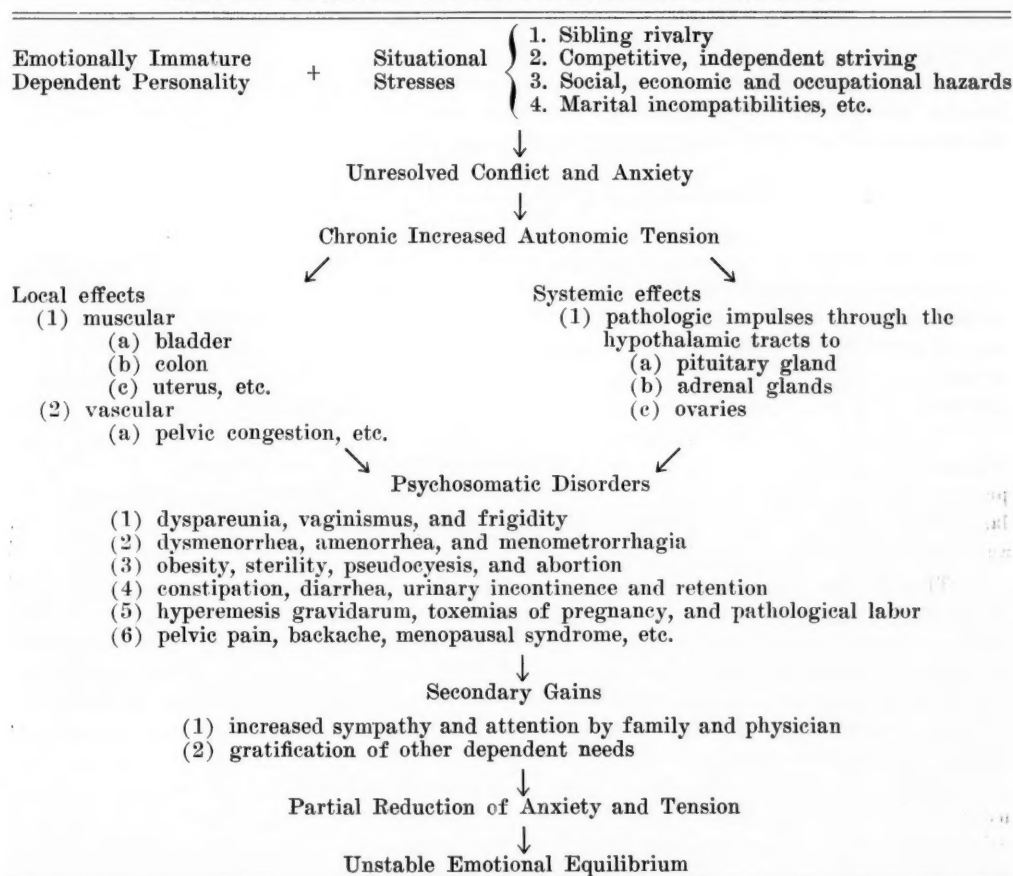 Emotionally Immature
Dependent Personality
+
Situational
Stresses
1. Sibling rivalry
2. Competitive, independent striving
3. Social, economic and occupational hazards
4. Marital incompatibilities, etc.
Unresolved Conflict and Anxiety
Chronic Increased Autonomic Tension
Local effects
(1) muscular
(a) bladder
(b) colon
(c) uterus, etc.
(2) vascular
(a) pelvic congestion, etc.
Systemic effects
(1) pathologic impulses through the
hypothalamic tracts to
(a) pituitary gland
(b) adrenal glands
(c) ovaries
Psychosomatic Disorders
(1) dyspareunia, vaginismus, and frigidity
(2) dysmenorrhea, amenorrhea, and menometrorrhagia
(3) obesity, sterility, pseudocyesis, and abortion
(4) constipation, diarrhea, urinary incontinence and retention
(5) hyperemesis gravidarum, toxemias of pregnancy, and pathological labor
(6) pelvic pain, backache, menopausal syndrome, etc.
Secondary Gains
(1) increased sympathy and attention by family and physician
(2) gratification of other dependent needs
Partial Reduction of Anxiety and Tension
Unstable Emotional Equilibrium